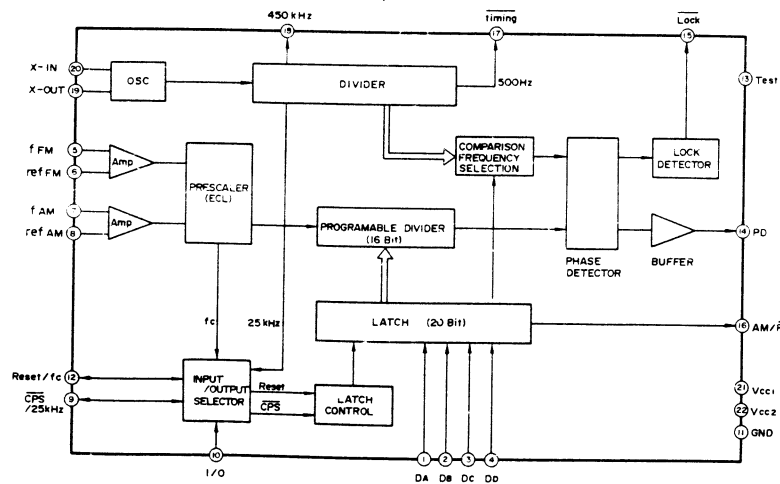 450 kHz
timing
Lock
18
17
15
X-IN
20
X-OUT
19
OSC
DIVIDER
500Hz
13
Test
f FM
5
ref FM
6
Amp
PRESCALER
(ECL)
COMPARISON
FREQUENCY
SELECTION
LOCK
DETECTOR
f AM
7
ref AM
8
Amp
PROGRAMABLE DIVIDER
(16 Bit)
PHASE
DETECTOR
BUFFER
14
PD
fc
25 kHz
LATCH (20 Bit)
16
AM/F
Reset/fc
12
CPS
/25kHz
9
INPUT
/OUTPUT
SELECTOR
Reset
CPS
LATCH
CONTROL
21
Vcc1
22
Vcc2
11
GND
10
I/O
1
2
3
4
DA
DB
DC
DD